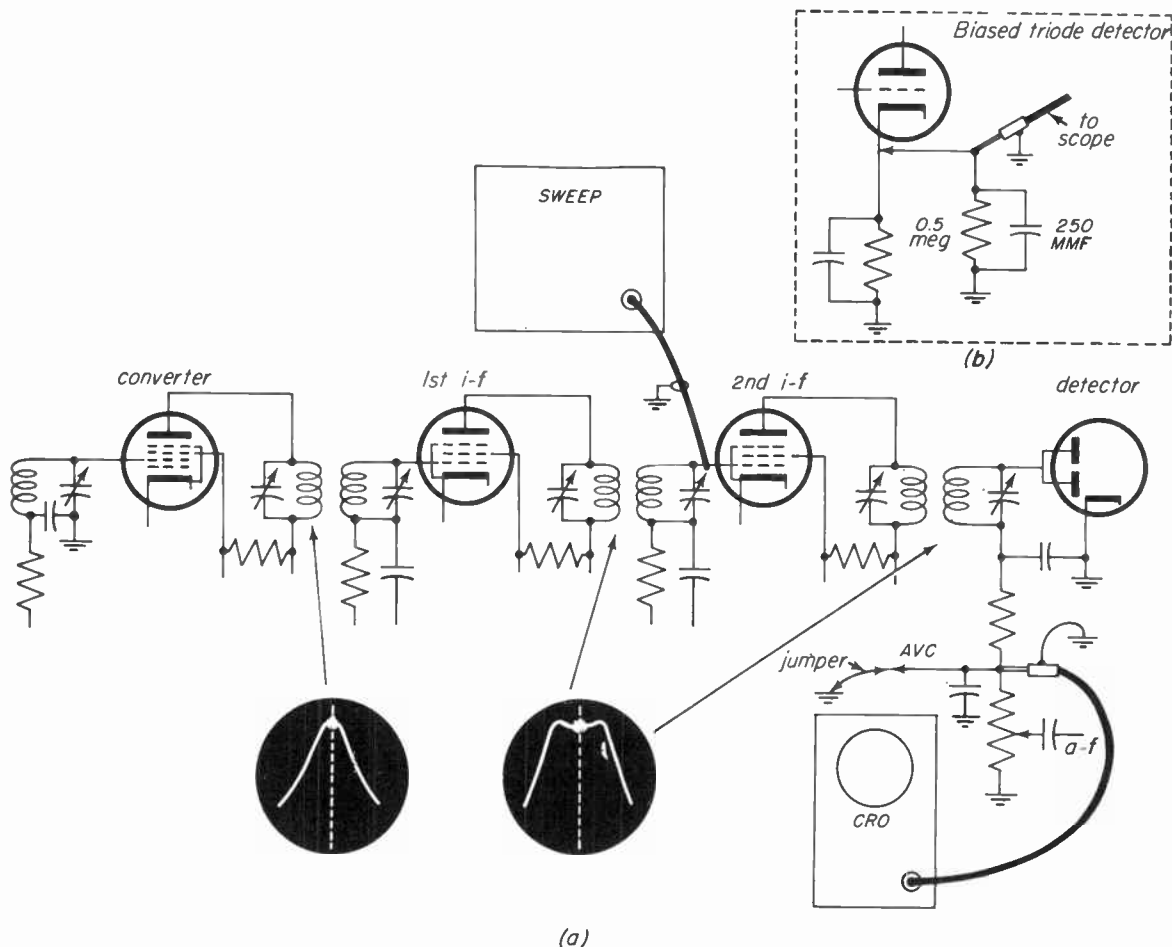 Biased triode detector
to
scope
0.5
meg
250
MMF
(b)
SWEEP
converter
1st i-f
2nd i-f
detector
jumper
AVC
a-f
CRO
(a)